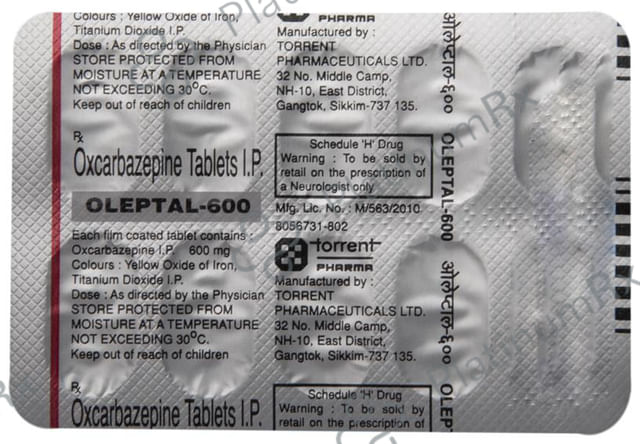 Colours : Yellow Oxide of Iron,
Titanium Dioxide I.P.
Dose : As directed by the Physician
STORE PROTECTED FROM
MOISTURE AT A TEMPERATURE
NOT EXCEEDING 30°C.
Keep out of reach of children
PHARMA
Manufactured by :
TORRENT
PHARMACEUTICALS LTD.
32 No. Middle Camp,
NH-10, East District,
Gangtok, Sikkim-737 135.
Rx
Oxcarbazepine Tablets I.P.
OLEPTAL-600
Schedule 'H' Drug
Warning : To be sold by
retail on the prescription of
a Neurologist only
Mfg. Lic. No. : M/563/2010
8056731-802
Each film coated tablet contains :
Oxcarbazepine I.P. 600 mg
Colours : Yellow Oxide of Iron,
Titanium Dioxide I.P.
Dose : As directed by the Physician
STORE PROTECTED FROM
MOISTURE AT A TEMPERATURE
NOT EXCEEDING 30°C.
Keep out of reach of children
torrent
PHARMA
Manufactured by :
TORRENT
PHARMACEUTICALS LTD.
32 No. Middle Camp,
NH-10, East District,
Gangtok, Sikkim-737 135.
Rx
Oxcarbazepine Tablets I.P.
Schedule 'H' Drug
Warning : To be sold by
retail on the prescription of
ओलेप्टाल-६००
OLEPTAL-600
ओलेप्टाल-६००
OLEPT